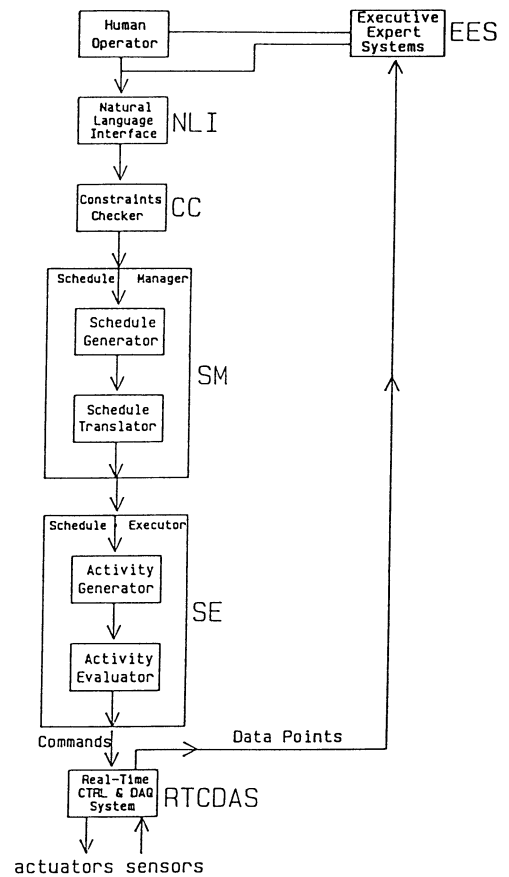 Human
Operator
Executive
Expert
Systems
EES
Natural
Language
Interface
NLI
Constraints
Checker
CC
Schedule Manager
Schedule
Generator
SM
Schedule
Translator
Schedule Executor
Activity
Generator
SE
Activity
Evaluator
Commands
Data Points
Real-Time
CTRL & DAQ
System
RTCDAS
actuators sensors